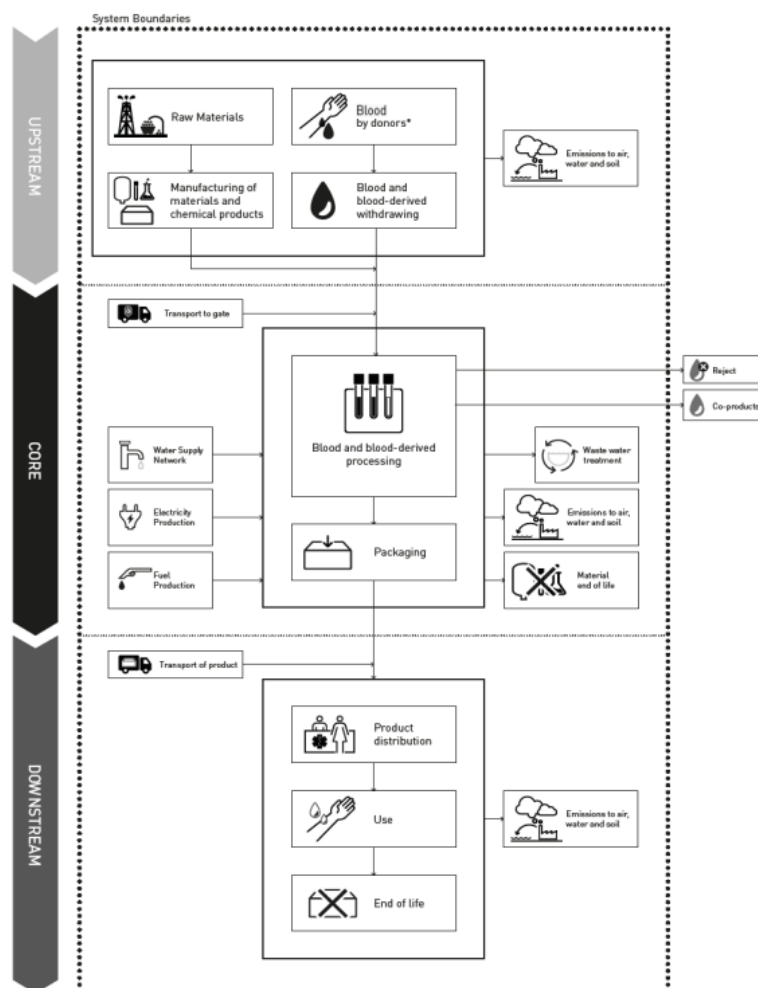 System Boundaries
UPSTREAM
Raw Materials
Blood
by donors*
Manufacturing of
materials and
chemical products
Blood and
blood-derived
withdrawing
Emissions to air,
water and soil
CORE
Transport to gate
Blood and blood-derived
processing
Reject
Co-products
Water Supply
Network
Waste water
treatment
Electricity
Production
Emissions to air,
water and soil
Fuel
Production
Packaging
Material
end of life
DOWNSTREAM
Transport of product
Product
distribution
Use
Emissions to air,
water and soil
End of life